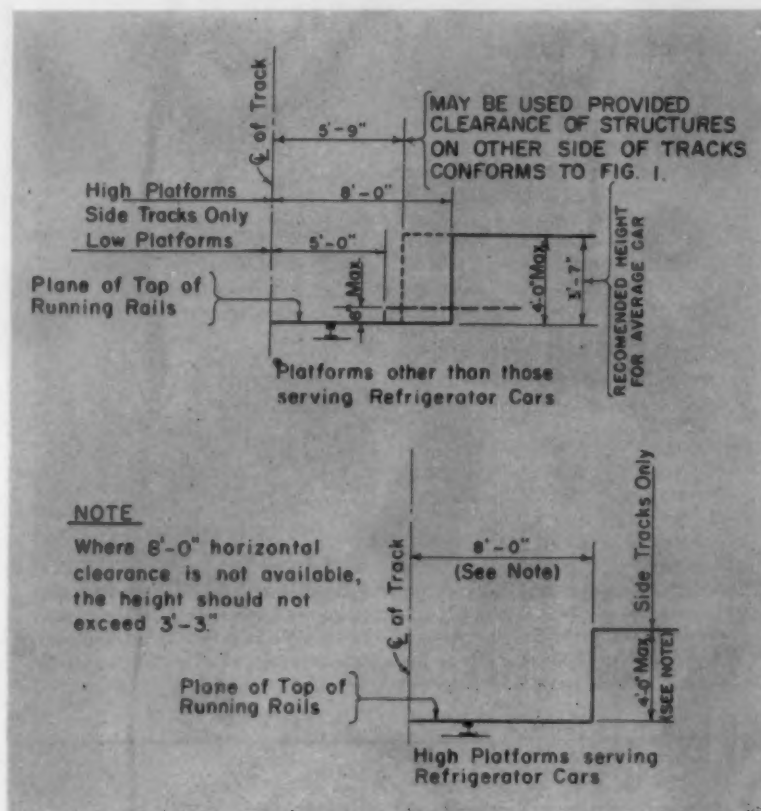 ℄ of Track
5'-9"
MAY BE USED PROVIDED
CLEARANCE OF STRUCTURES
ON OTHER SIDE OF TRACKS
CONFORMS TO FIG. 1.
High Platforms
Side Tracks Only
8'-0"
Low Platforms
5'-0"
Plane of Top of
Running Rails
8" Max.
4'-0" Max.
3'-7"
RECOMENDED HEIGHT
FOR AVERAGE CAR
Platforms other than those
serving Refrigerator Cars
NOTE
Where 8'-0" horizontal
clearance is not available,
the height should not
exceed 3'-3."
℄ of Track
8'-0"
(See Note)
Side Tracks Only
4'-0" Max.
(SEE NOTE)
Plane of Top of
Running Rails
High Platforms serving
Refrigerator Cars